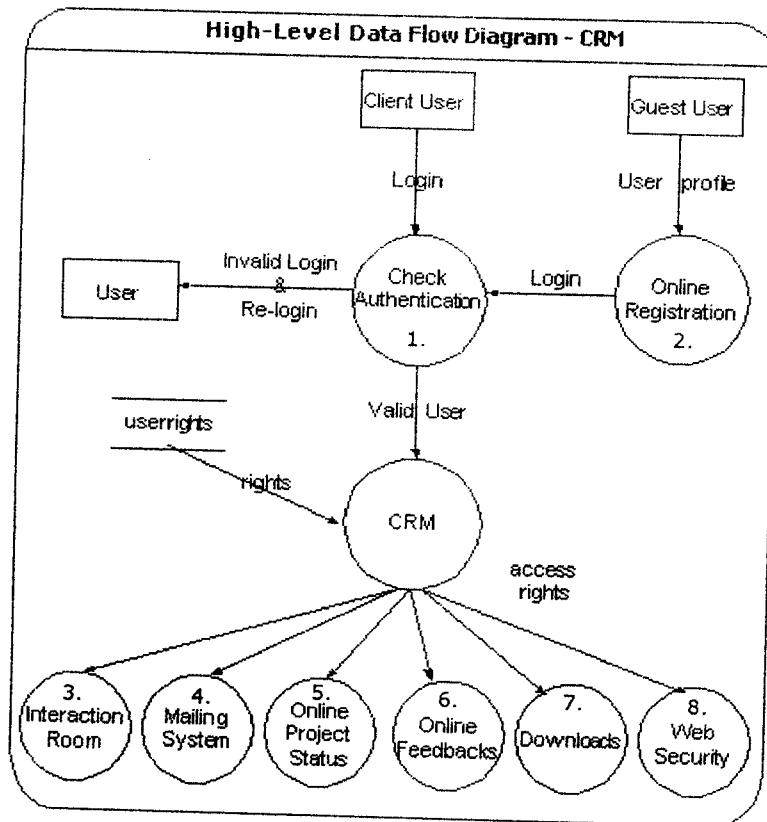 High-Level Data Flow Diagram - CRM
Client User
Guest User
Login
User profile
Invalid Login
&
Re-login
User
Check
Authentication
1.
Login
Online
Registration
2.
Valid User
userrights
rights
CRM
access
rights
3.
Interaction
Room
4.
Mailing
System
5.
Online
Project
Status
6.
Online
Feedbacks
7.
Downloads
8.
Web
Security